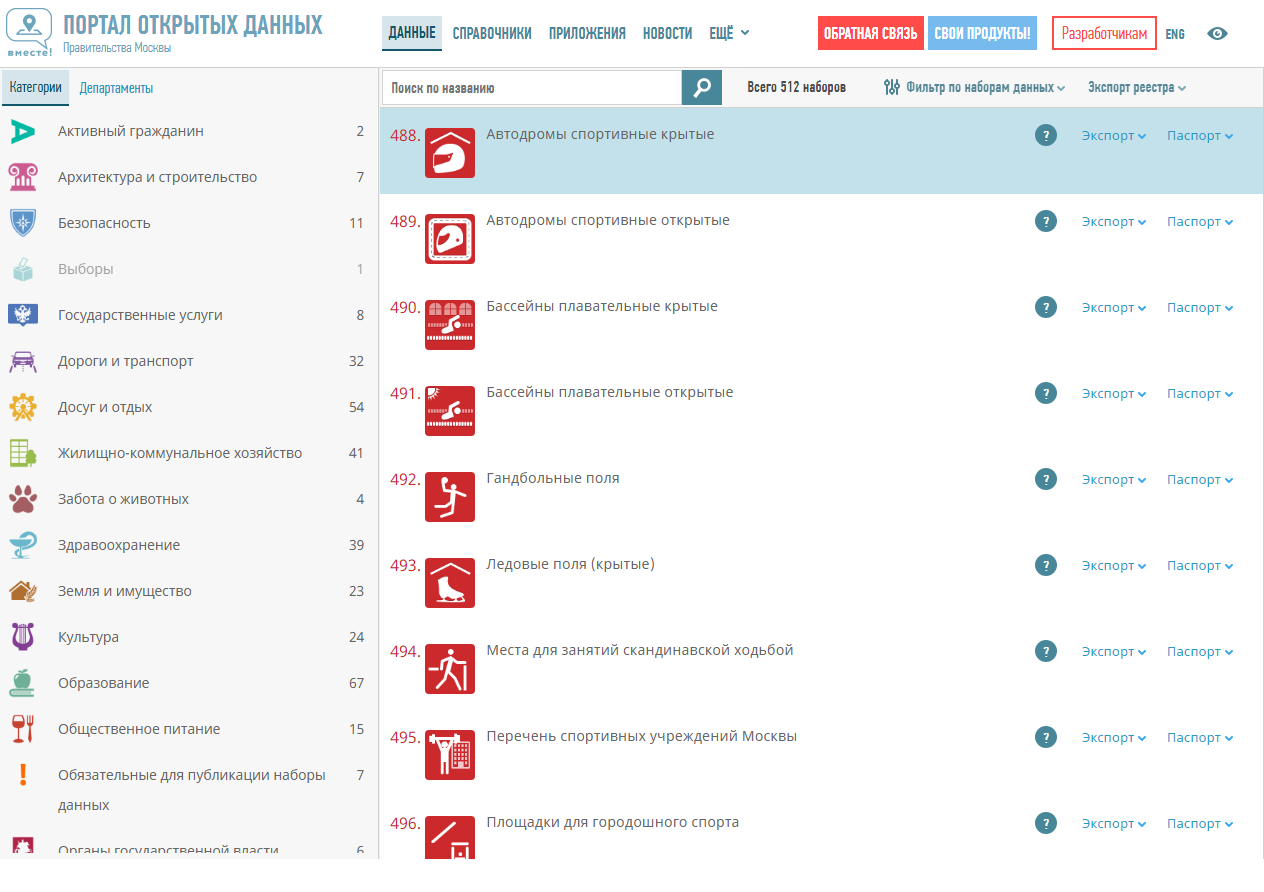 вместе!
ПОРТАЛ ОТКРЫТЫХ ДАННЫХ
Правительства Москвы
ДАННЫЕ СПРАВОЧНИКИ ПРИЛОЖЕНИЯ НОВОСТИ ЕЩЁ
ОБРАТНАЯ СВЯЗЬ СВОИ ПРОДУКТЫ! Разработчикам ENG
Категории Департаменты
Активный гражданин 2
Архитектура и строительство 7
Безопасность 11
Выборы 1
Государственные услуги 8
Дороги и транспорт 32
Досуг и отдых 54
Жилищно-коммунальное хозяйство 41
Забота о животных 4
Здравоохранение 39
Земля и имущество 23
Культура 24
Образование 67
Общественное питание 15
Обязательные для публикации наборы 7
данных
Органы государственной власти 6
Поиск по названию Всего 512 наборов Фильтр по наборам данных Экспорт реестра
488. Автодромы спортивные крытые ? Экспорт Паспорт
489. Автодромы спортивные открытые ? Экспорт Паспорт
490. Бассейны плавательные крытые ? Экспорт Паспорт
491. Бассейны плавательные открытые ? Экспорт Паспорт
492. Гандбольные поля ? Экспорт Паспорт
493. Ледовые поля (крытые) ? Экспорт Паспорт
494. Места для занятий скандинавской ходьбой ? Экспорт Паспорт
495. Перечень спортивных учреждений Москвы ? Экспорт Паспорт
496. Площадки для городошного спорта ? Экспорт Паспорт